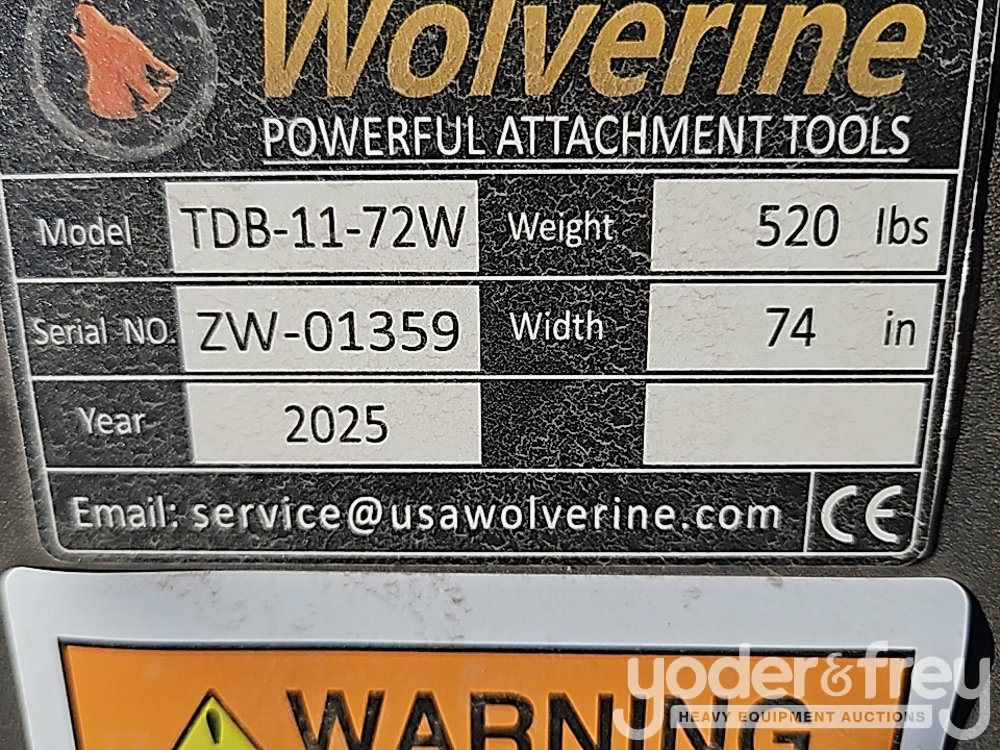 Wolverine
POWERFUL ATTACHMENT TOOLS
Model TDB-11-72W Weight 520 lbs
Serial NO. ZW-01359 Width 74 in
Year 2025
Email: service@usawolverine.com CE
WARNING
yoder&frey
HEAVY EQUIPMENT AUCTIONS